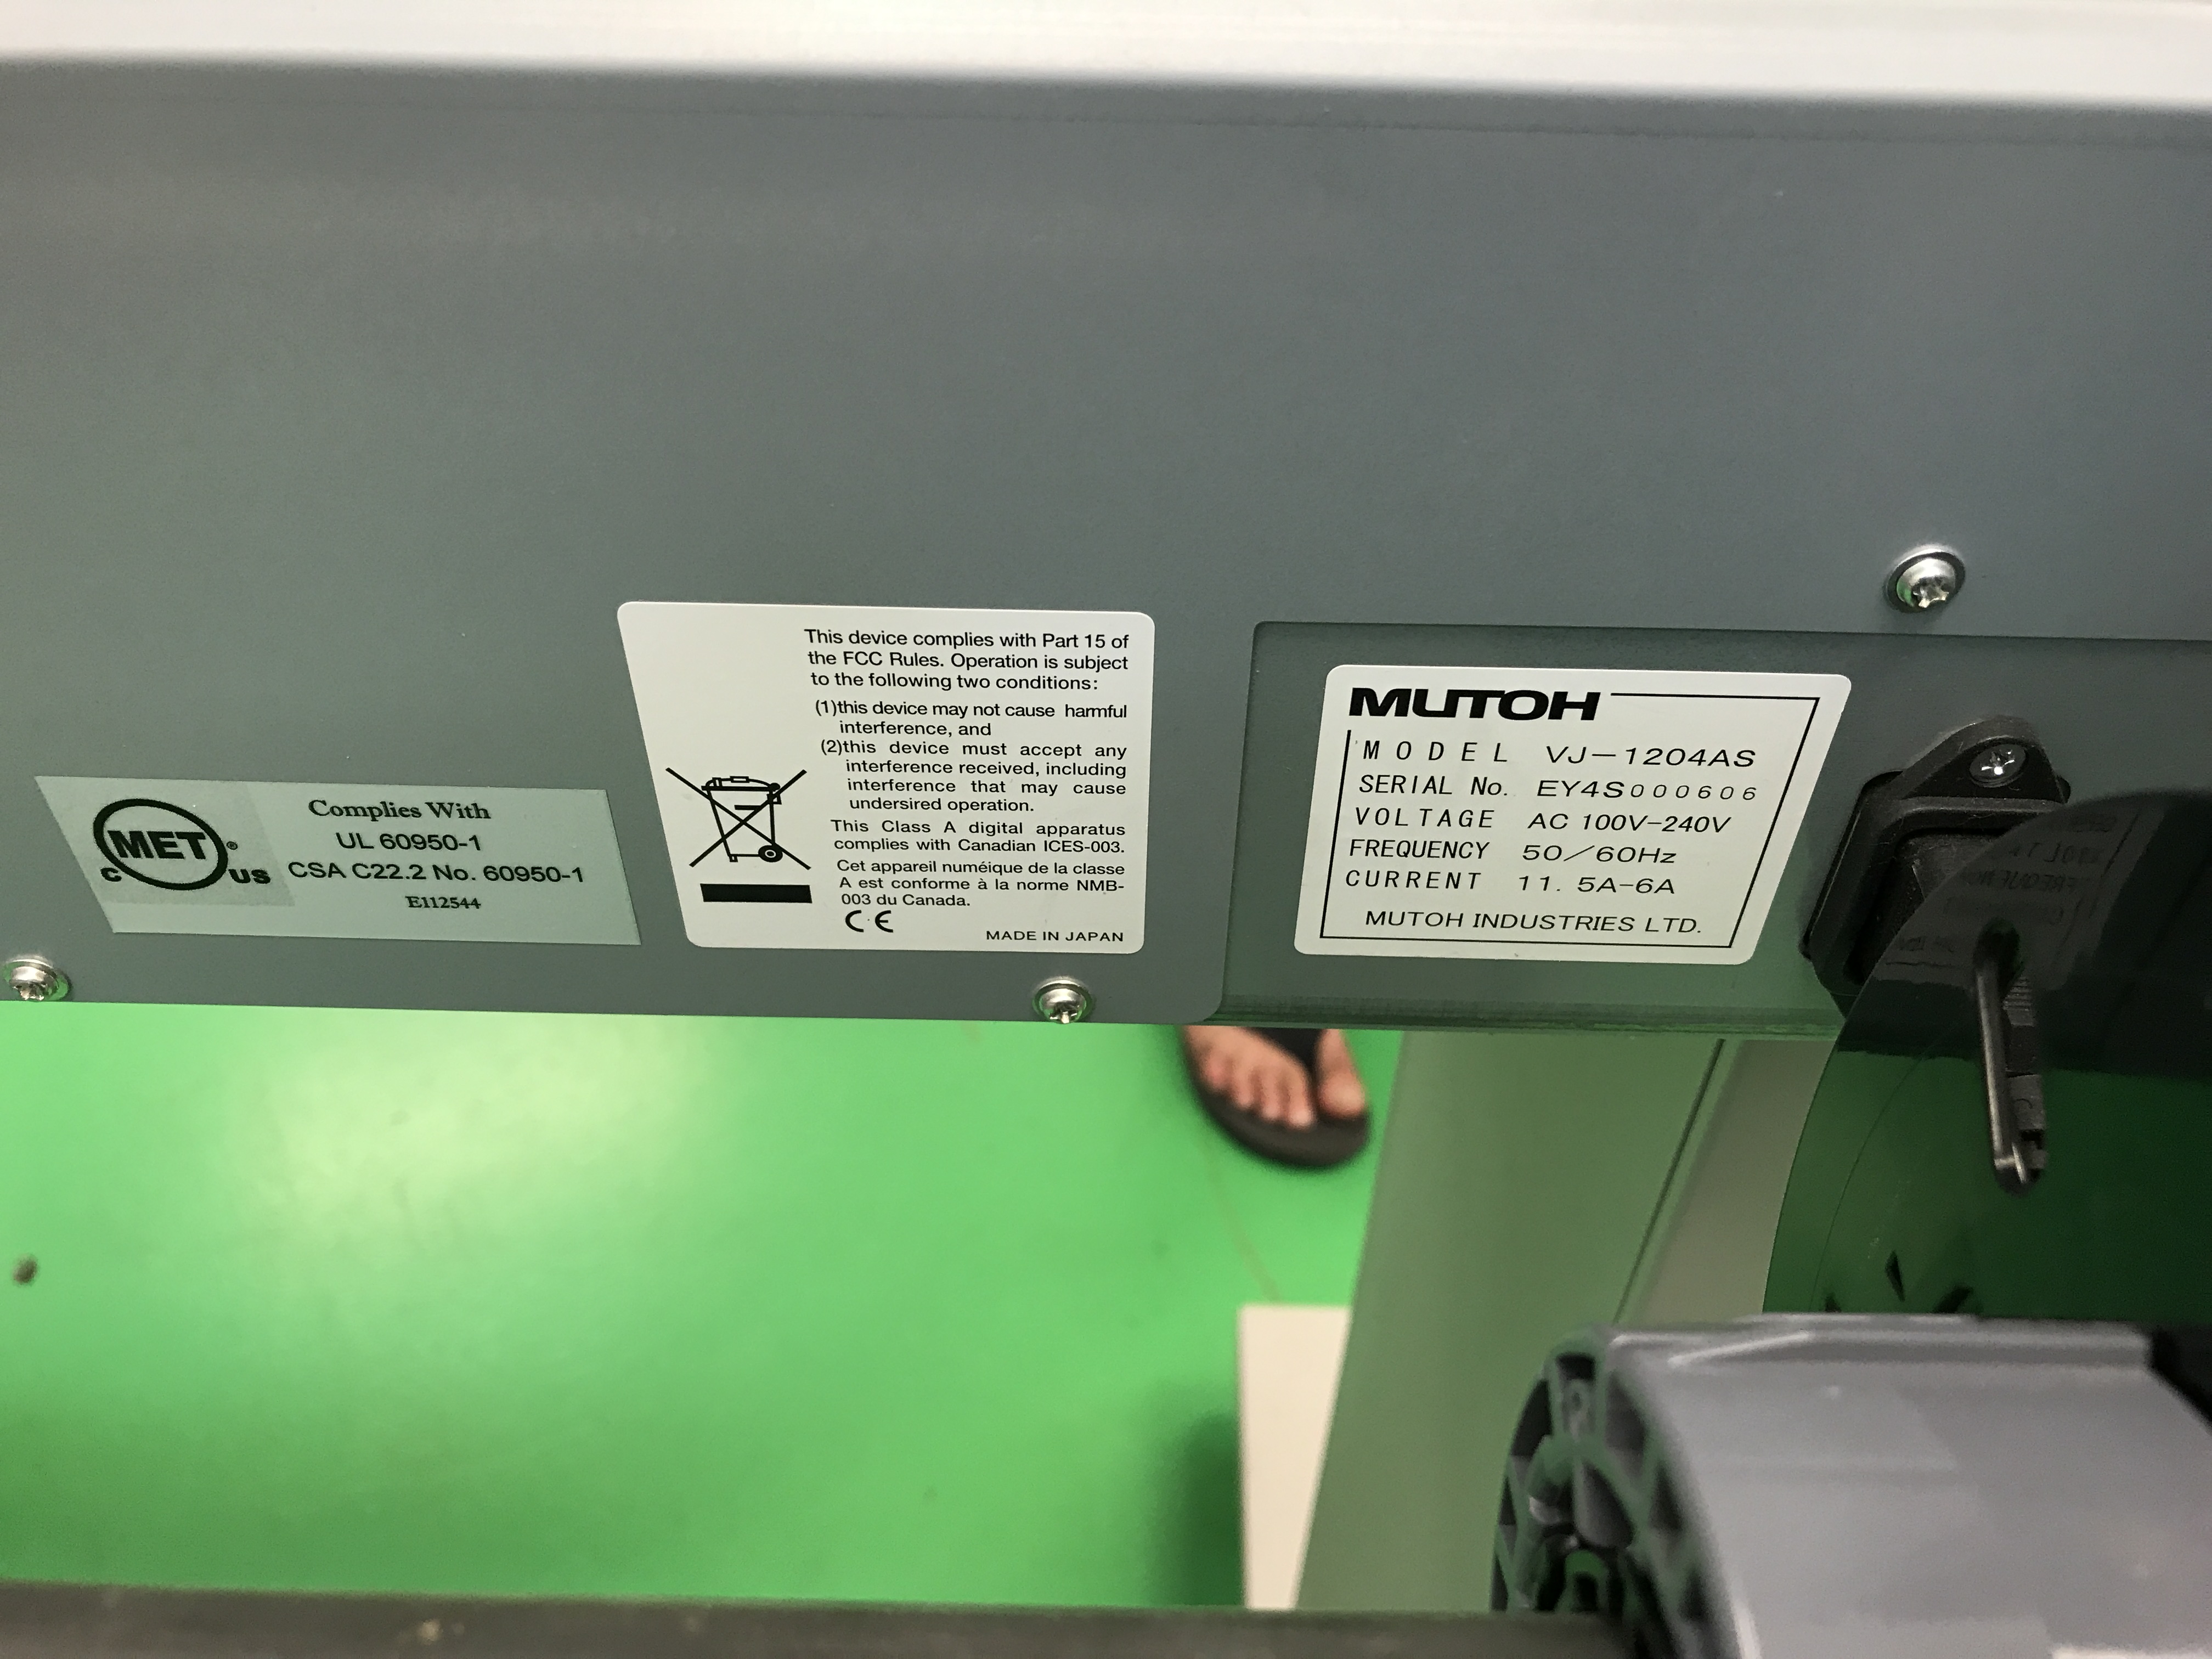 MET
®
C US
Complies With
UL 60950-1
CSA C22.2 No. 60950-1
E112544
This device complies with Part 15 of
the FCC Rules. Operation is subject
to the following two conditions:
(1)this device may not cause harmful
interference, and
(2)this device must accept any
interference received, including
interference that may cause
undersired operation.
This Class A digital apparatus
complies with Canadian ICES-003.
Cet appareil numéique de la classe
A est conforme à la norme NMB-
003 du Canada.
CE
MADE IN JAPAN
MUTOH
MODEL VJ-1204AS
SERIAL No. EY4S000606
VOLTAGE AC 100V-240V
FREQUENCY 50/60Hz
CURRENT 11. 5A-6A
MUTOH INDUSTRIES LTD.